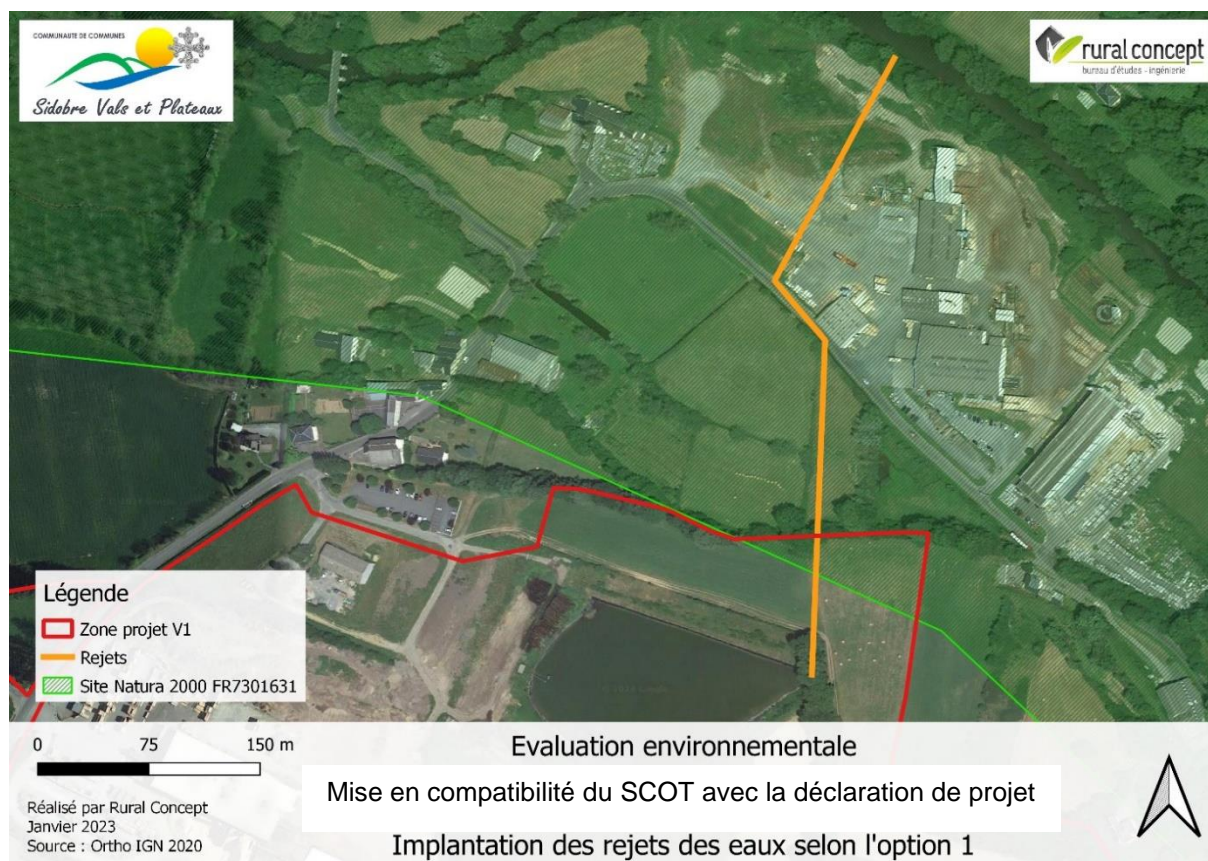 COMMUNAUTE DE COMMUNES
Sidobre Vals et Plateaux
rural concept
bureau d'études - ingénierie
Légende
Zone projet V1
Rejets
Site Natura 2000 FR7301631
0 75 150 m
Réalisé par Rural Concept
Janvier 2023
Source : Ortho IGN 2020
Evaluation environnementale
Mise en compatibilité du SCOT avec la déclaration de projet
Implantation des rejets des eaux selon l'option 1